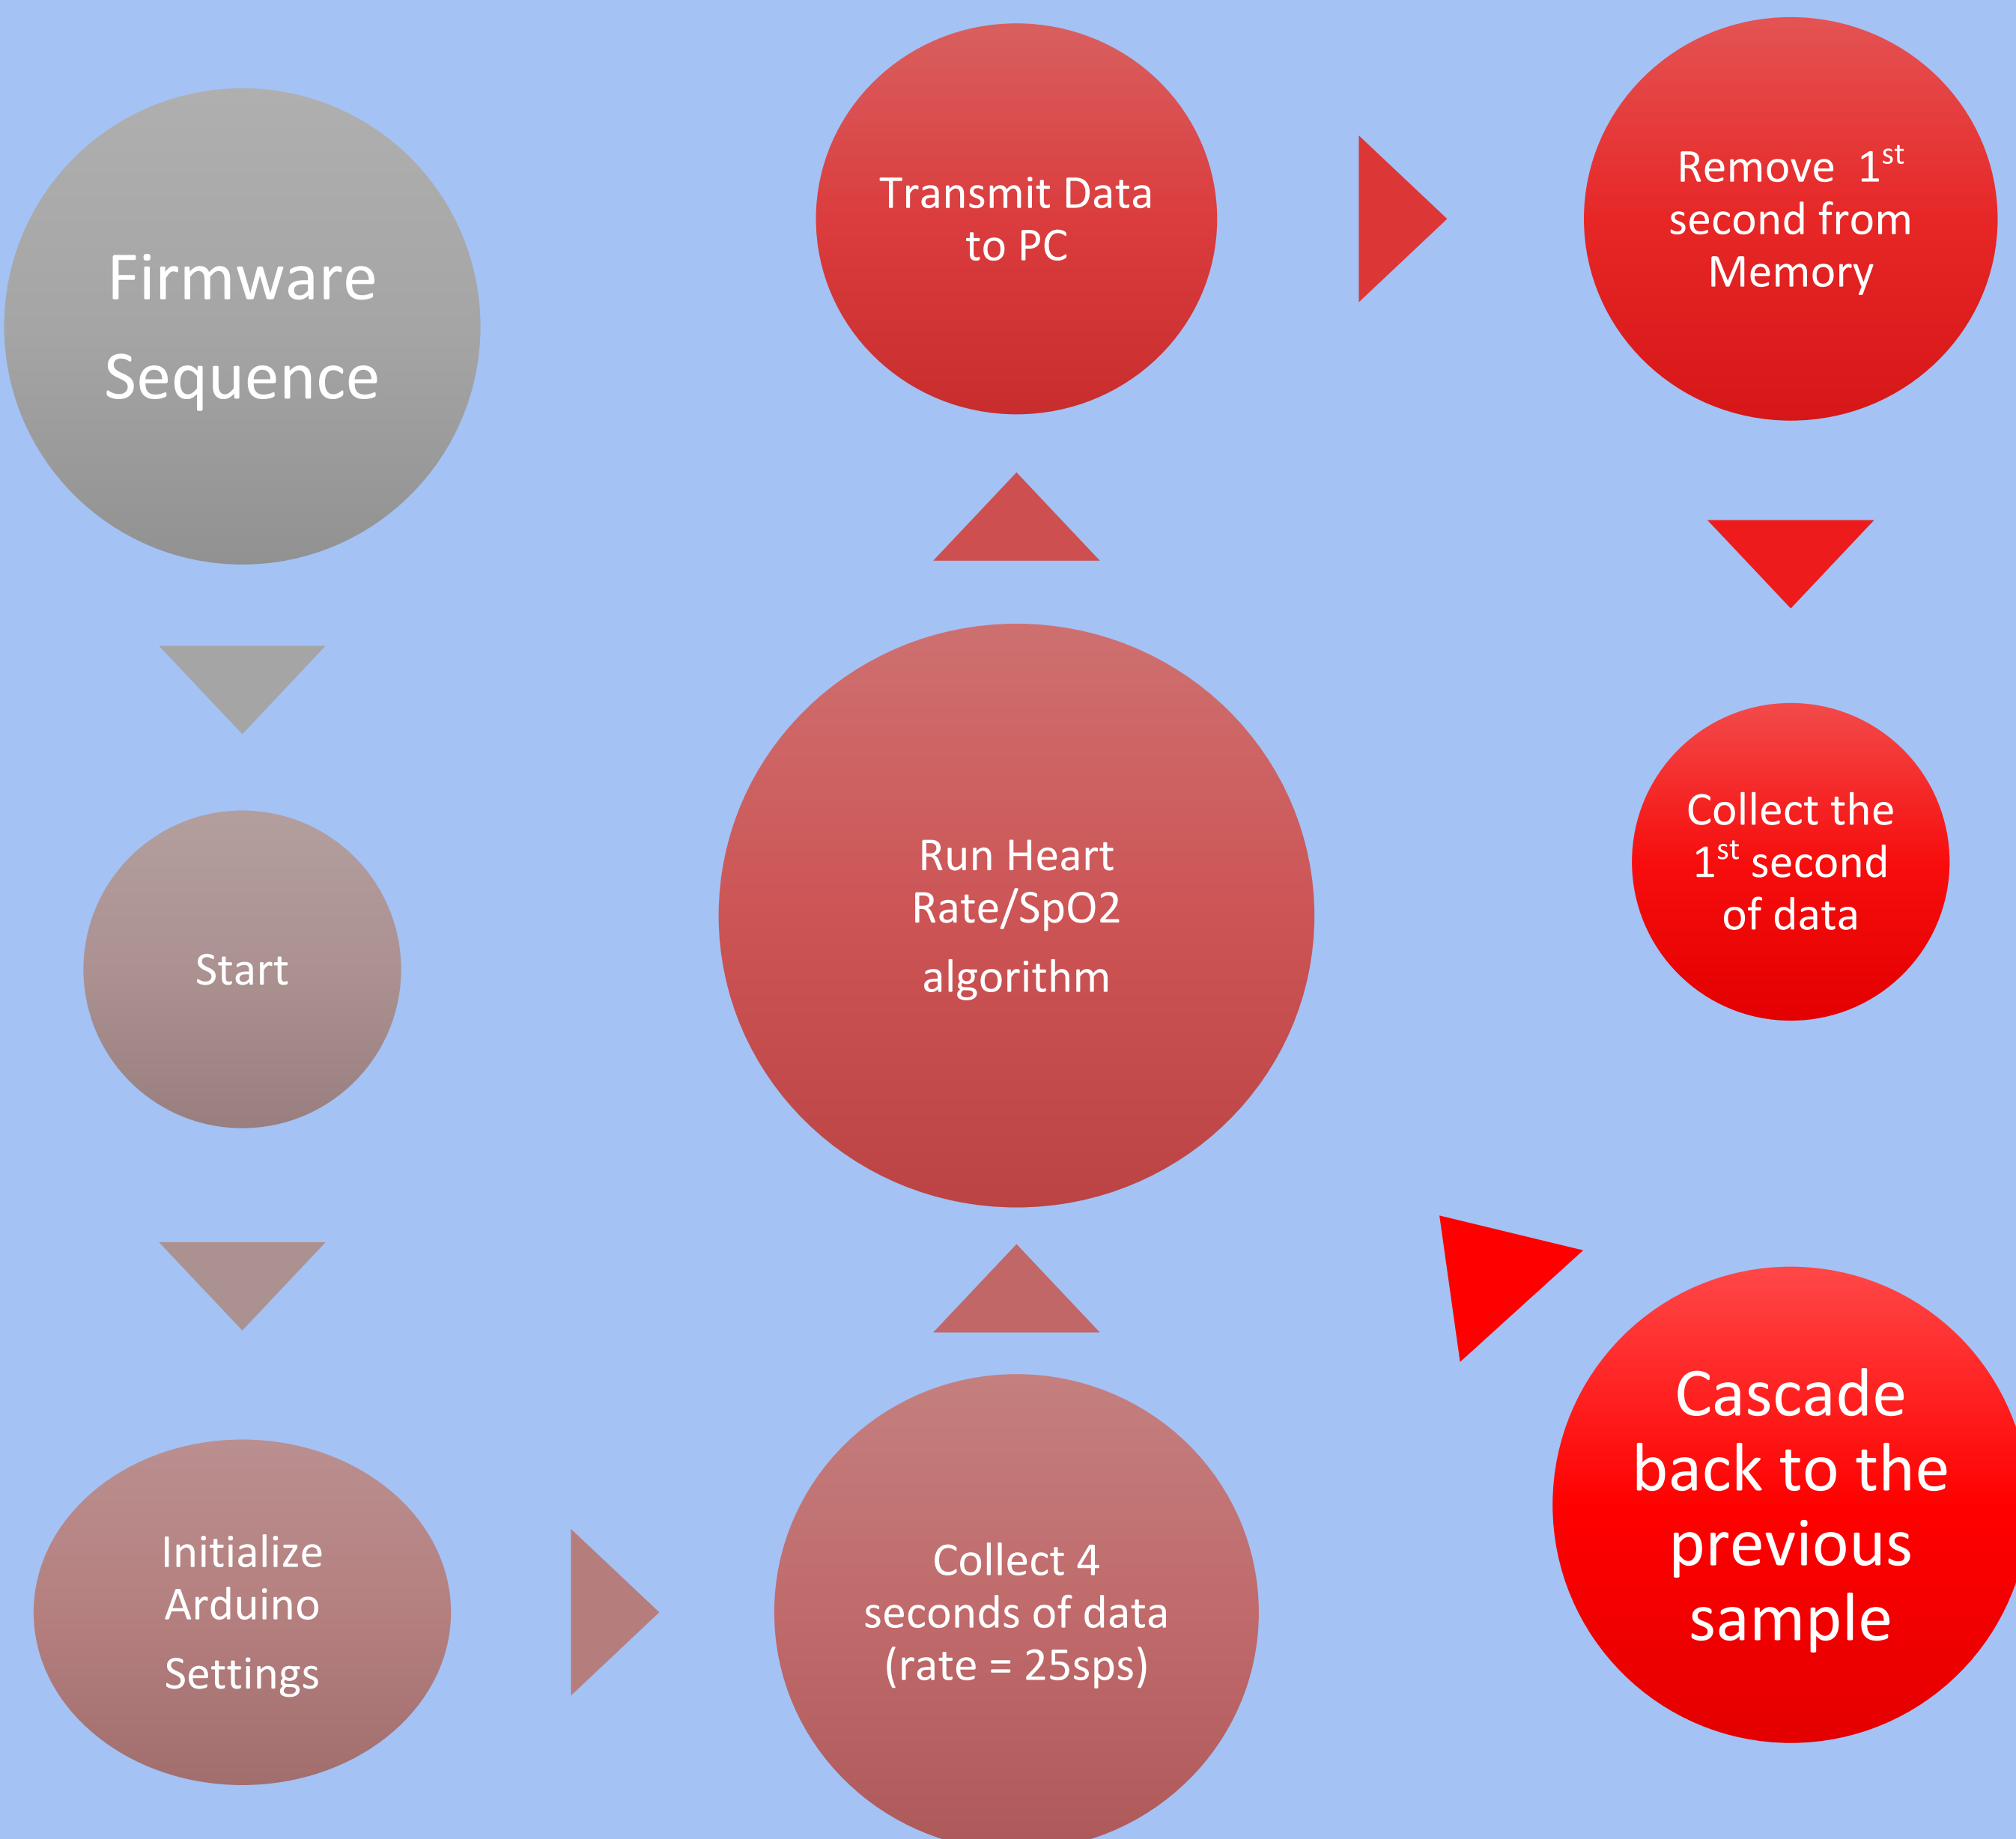 Firmware
Sequence
Start
Initialize
Arduino
Settings
Collect 4
seconds of data
(rate = 25sps)
Run Heart
Rate/SpO2
algorithm
Transmit Data
to PC
Remove 1st
second from
Memory
Collect the
1st second
of data
Cascade
back to the
previous
sample